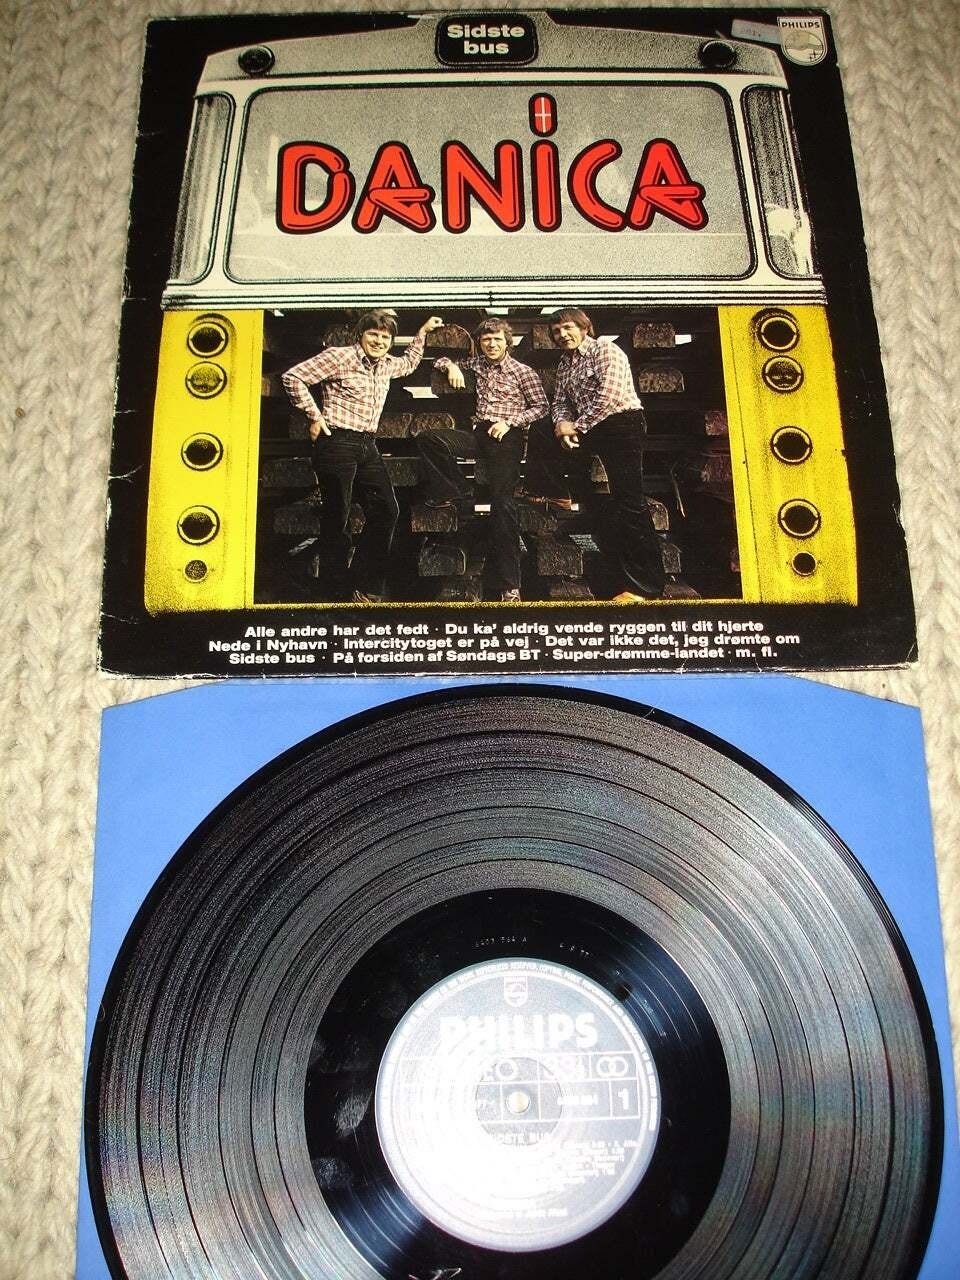 Sidste
bus
PHILIPS
DANICA
Alle andre har det fedt · Du ka' aldrig vende ryggen til dit hjerte
Nede i Nyhavn · Intercitytoget er på vej · Det var ikke det, jeg drømte om
Sidste bus · På forsiden af Søndags BT · Super-drømme-landet · m. fl.
PHILIPS
33⅓
1